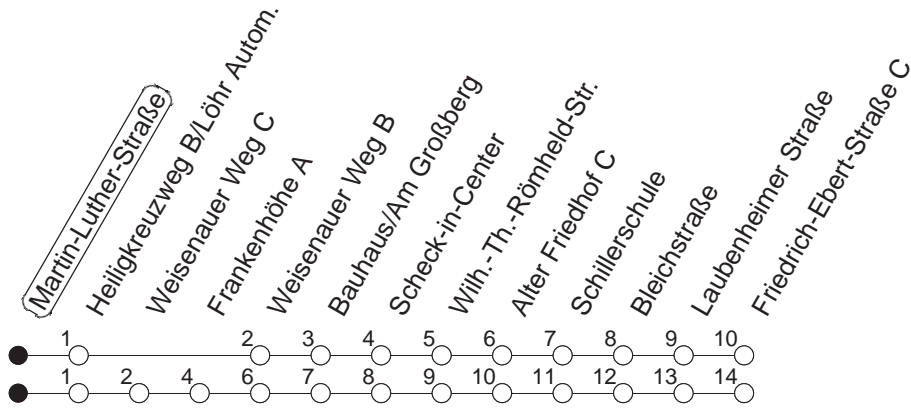 Martin-Luther-Straße
Heiligkreuzweg B/Löhr Autom.
Weisenauer Weg C
Frankenhöhe A
Weisenauer Weg B
Bauhaus/Am Großberg
Scheck-in-Center
Wilh.-Th.-Römheld-Str.
Alter Friedhof C
Schillerschule
Bleichstraße
Laubenheimer Straße
Friedrich-Ebert-Straße C
1 2 3 4 5 6 7 8 9 10
1 2 4 6 7 8 9 10 11 12 13 14